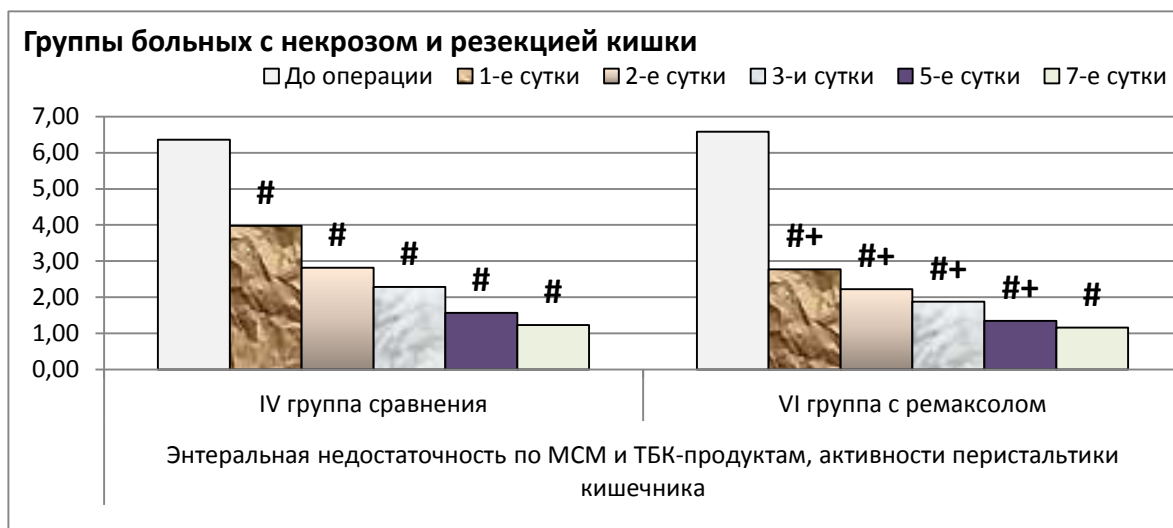 Группы больных с некрозом и резекцией кишки
До операции 1-е сутки 2-е сутки 3-и сутки 5-е сутки 7-е сутки
7,00
6,00
5,00
4,00
3,00
2,00
1,00
0,00
# # # # #
#+ #+ #+ #+ #
IV группа сравнения VI группа с ремаксолом
Энтеральная недостаточность по МСМ и ТБК-продуктам, активности перистальтики
кишечника